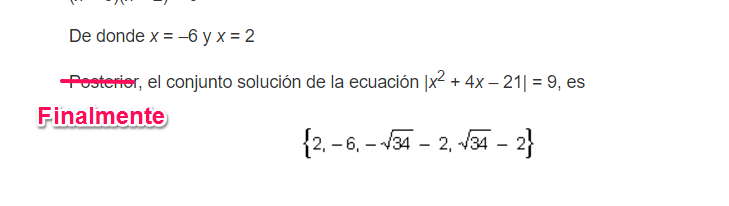 De donde x = –6 y x = 2
Posterior, el conjunto solución de la ecuación |x² + 4x – 21| = 9, es
Finalmente
{2, – 6, – √34 – 2, √34 – 2}